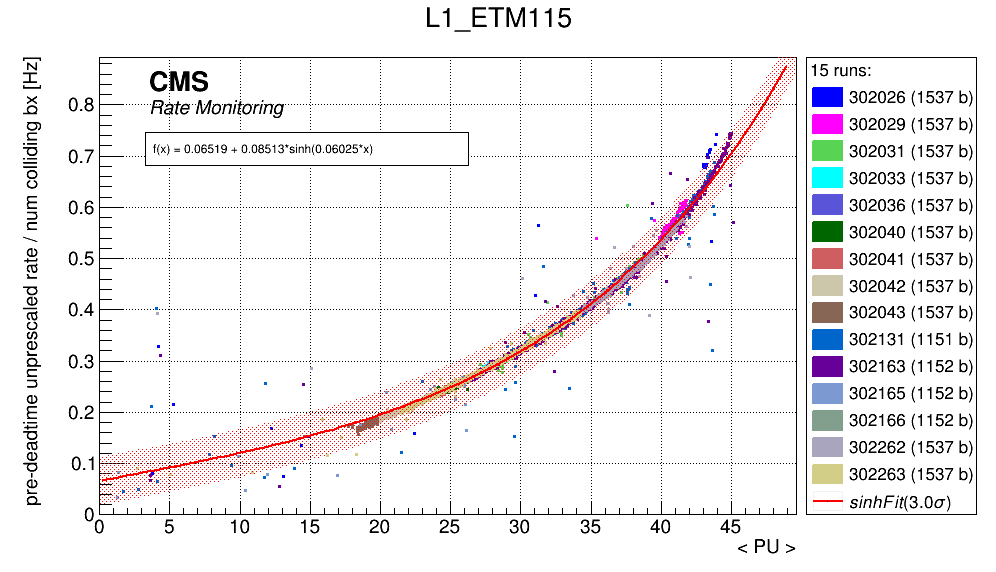 L1_ETM115
pre-deadtime unprescaled rate / num colliding bx [Hz]
CMS
Rate Monitoring
f(x) = 0.06519 + 0.08513*sinh(0.06025*x)
0.8
0.7
0.6
0.5
0.4
0.3
0.2
0.1
0
0 5 10 15 20 25 30 35 40 45
< PU >
15 runs:
302026 (1537 b)
302029 (1537 b)
302031 (1537 b)
302033 (1537 b)
302036 (1537 b)
302040 (1537 b)
302041 (1537 b)
302042 (1537 b)
302043 (1537 b)
302131 (1151 b)
302163 (1152 b)
302165 (1152 b)
302166 (1152 b)
302262 (1537 b)
302263 (1537 b)
sinhFit(3.0σ)